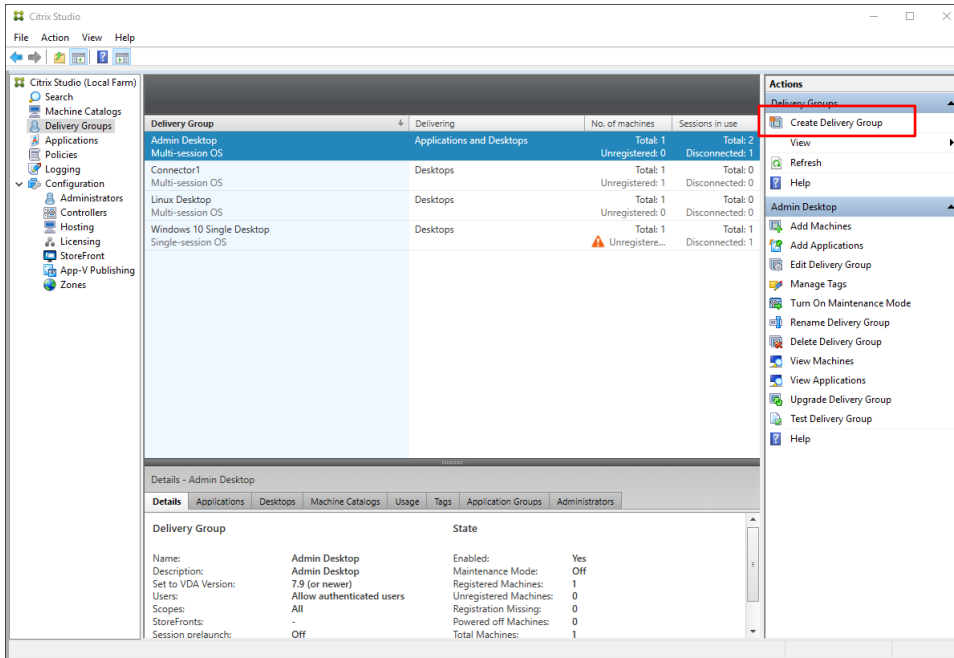 Citrix Studio
File Action View Help
Citrix Studio (Local Farm)
Search
Machine Catalogs
Delivery Groups
Applications
Policies
Logging
Configuration
Administrators
Controllers
Hosting
Licensing
StoreFront
App-V Publishing
Zones
Delivery Group Delivering No. of machines Sessions in use
Admin Desktop Applications and Desktops Total: 1 Total: 2
Multi-session OS Unregistered: 0 Disconnected: 1
Connector1 Desktops Total: 1 Total: 0
Multi-session OS Unregistered: 1 Disconnected: 0
Linux Desktop Desktops Total: 1 Total: 0
Multi-session OS Unregistered: 0 Disconnected: 0
Windows 10 Single Desktop Desktops Total: 1 Total: 1
Single-session OS Unregistere... Disconnected: 1
Details - Admin Desktop
Details Applications Desktops Machine Catalogs Usage Tags Application Groups Administrators
Delivery Group State
Name: Admin Desktop Enabled: Yes
Description: Admin Desktop Maintenance Mode: Off
Set to VDA Version: 7.9 (or newer) Registered Machines: 1
Users: Allow authenticated users Unregistered Machines: 0
Scopes: All Registration Missing: 0
StoreFronts: - Powered off Machines: 0
Session prelaunch: Off Total Machines: 1
Actions
Delivery Groups
Create Delivery Group
View
Refresh
Help
Admin Desktop
Add Machines
Add Applications
Edit Delivery Group
Manage Tags
Turn On Maintenance Mode
Rename Delivery Group
Delete Delivery Group
View Machines
View Applications
Upgrade Delivery Group
Test Delivery Group
Help